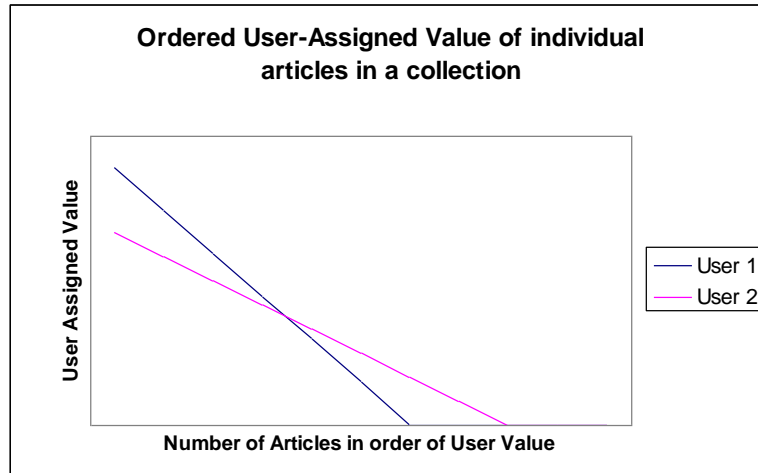 Ordered User-Assigned Value of individual
articles in a collection
User Assigned Value
User 1
User 2
Number of Articles in order of User Value